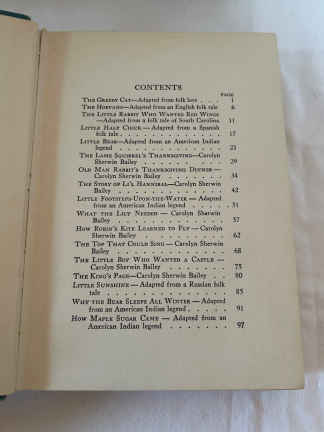 CONTENTS
PAGE
THE GREEDY CAT—Adapted from folk lore . . . 1
THE HOBYAHS—Adapted from an English folk tale 6
THE LITTLE RABBIT WHO WANTED RED WINGS
—Adapted from a folk tale of South Carolina 11
LITTLE HALF CHICK — Adapted from a Spanish
folk tale . . . . . . . . . 17
LITTLE BEAR—Adapted from an American Indian
legend . . . . . . . . . 23
THE LAME SQUIRREL'S THANKSGIVING—Carolyn
Sherwin Bailey . . . . . . . 29
OLD MAN RABBIT'S THANKSGIVING DINNER —
Carolyn Sherwin Bailey . . . . . 34
THE STORY OF LI'L HANNIBAL—Carolyn Sherwin
Bailey . . . . . . . . . 42
LITTLE FOOTSTEPS-UPON-THE-WATER — Adapted
from an American Indian legend . . . . 51
WHAT THE LILY NEEDED — Carolyn Sherwin
Bailey . . . . . . . . . 57
HOW ROBIN'S KITE LEARNED TO FLY — Carolyn
Sherwin Bailey . . . . . . . 62
THE TOP THAT COULD SING — Carolyn Sherwin
Bailey . . . . . . . . . 68
THE LITTLE BOY WHO WANTED A CASTLE —
Carolyn Sherwin Bailey . . . . . 75
THE KING'S PAGE—Carolyn Sherwin Bailey . . 80
LITTLE SUNSHINE — Adapted from a Russian folk
tale . . . . . . . . . 85
WHY THE BEAR SLEEPS ALL WINTER — Adapted
from an American Indian legend . . . . 91
HOW MAPLE SUGAR CAME — Adapted from an
American Indian legend . . . . . . 97